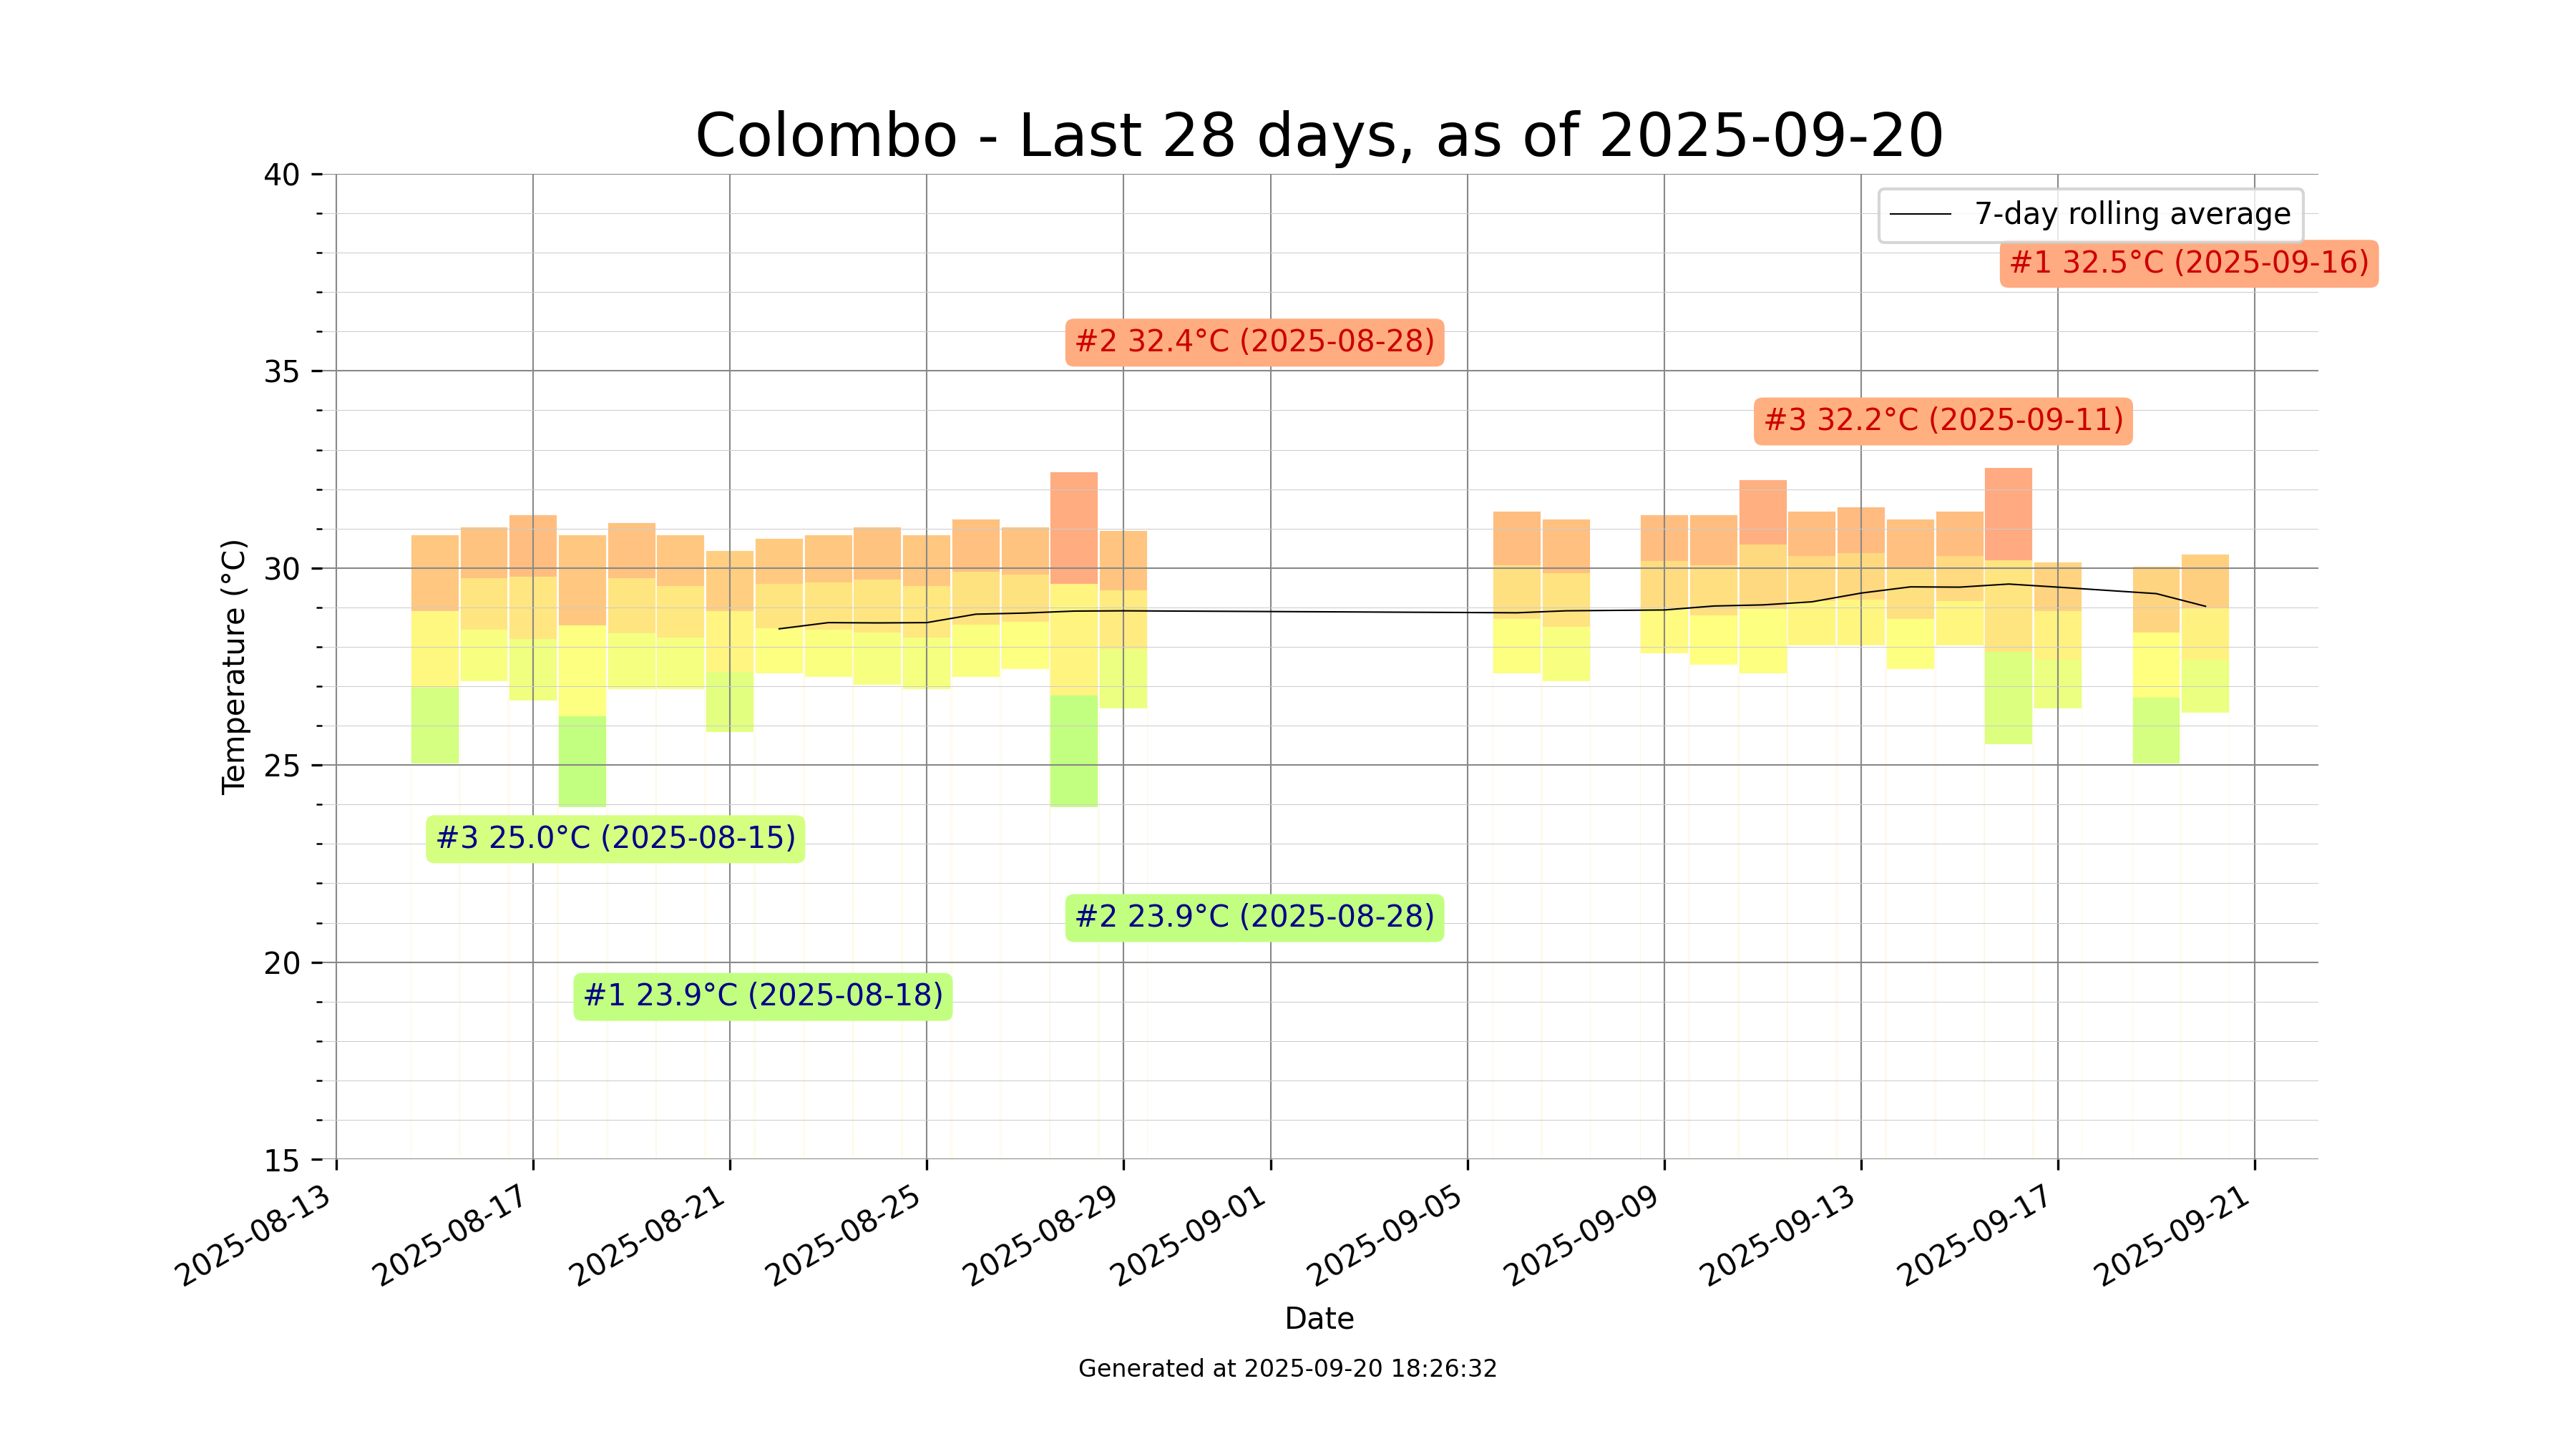 Colombo - Last 28 days, as of 2025-09-20
40
35
30
25
20
15
Temperature (°C)
7-day rolling average
#1 32.5°C (2025-09-16)
#2 32.4°C (2025-08-28)
#3 32.2°C (2025-09-11)
#3 25.0°C (2025-08-15)
#2 23.9°C (2025-08-28)
#1 23.9°C (2025-08-18)
2025-08-13
2025-08-17
2025-08-21
2025-08-25
2025-08-29
2025-09-01
2025-09-05
2025-09-09
2025-09-13
2025-09-17
2025-09-21
Date
Generated at 2025-09-20 18:26:32